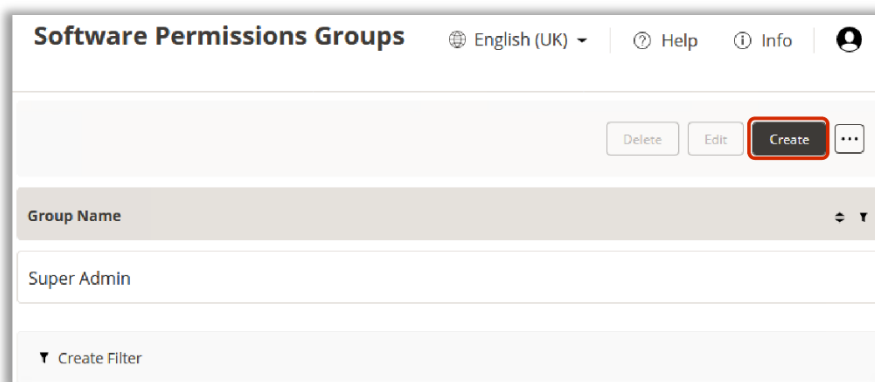 Software Permissions Groups
English (UK)
Help
Info
Delete
Edit
Create
Group Name
Super Admin
Create Filter